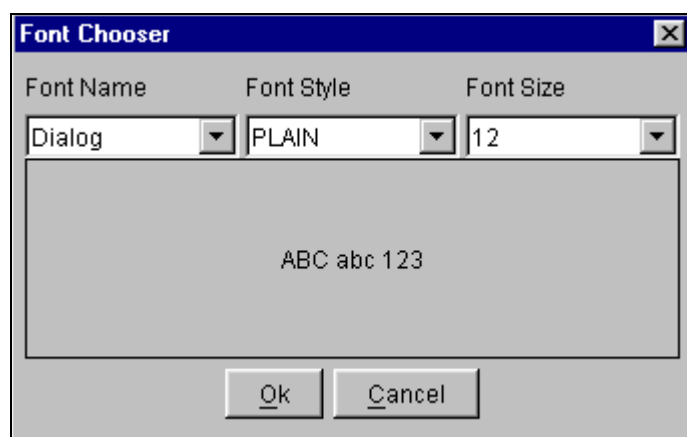 Font Chooser
Font Name Font Style Font Size
Dialog PLAIN 12
ABC abc 123
Ok Cancel